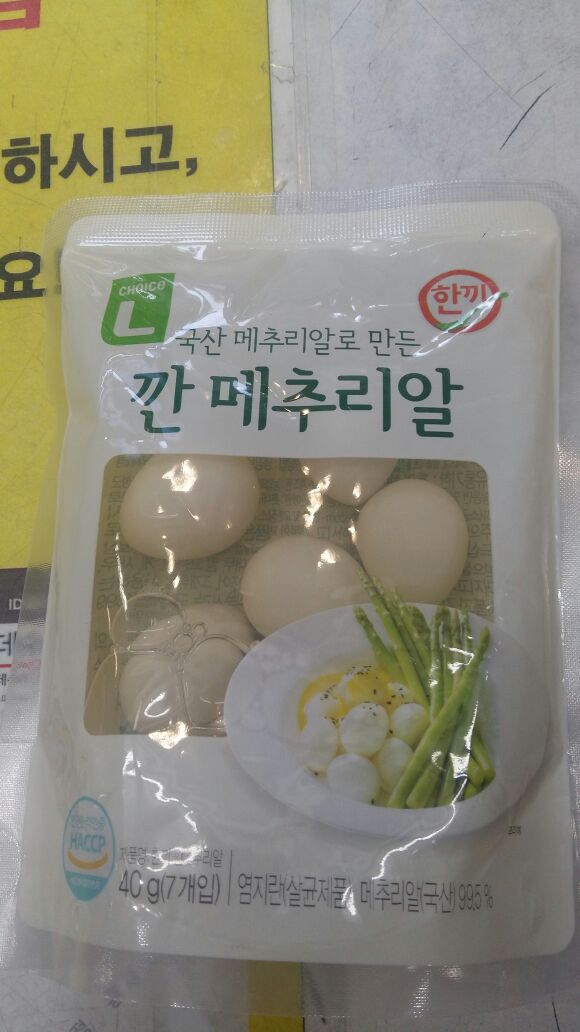 하시고,
요
CHOICE
L
한끼
국산 메추리알로 만든
깐 메추리알
ID
HACCP
40 g(7개입) 염지란(살균제품) 메추리알(국산) 99.5 %